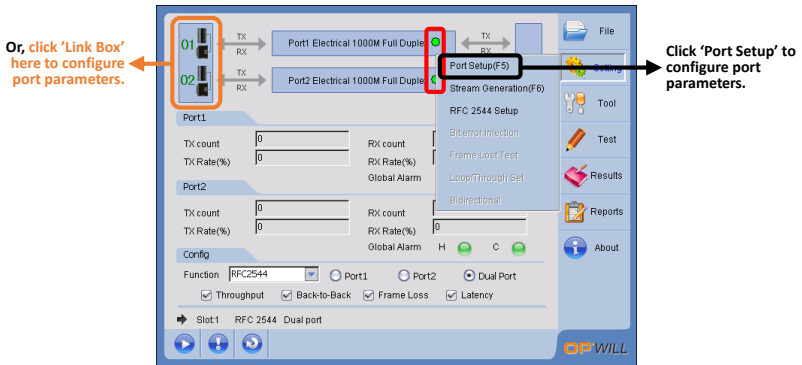 Or, click 'Link Box'
here to configure
port parameters.
01
TX
RX
Port1 Electrical 1000M Full Duple
TX
RX
02
TX
RX
Port2 Electrical 1000M Full Duple
Port Setup(F5)
Stream Generation(F6)
RFC 2544 Setup
Bit error Injection
Frame Lost Test
Loop/Through Set
Bidirectional
File
Setting
Tool
Test
Results
Reports
About
Click ‘Port Setup’ to
configure port
parameters.
Port1
TX count 0 RX count
TX Rate(%) 0 RX Rate(%)
Global Alarm
Port2
TX count 0 RX count
TX Rate(%) 0 RX Rate(%) 0
Global Alarm H C
Config
Function RFC2544 Port1 Port2 Dual Port
Throughput Back-to-Back Frame Loss Latency
Slot:1 RFC 2544 Dual port
OPWILL